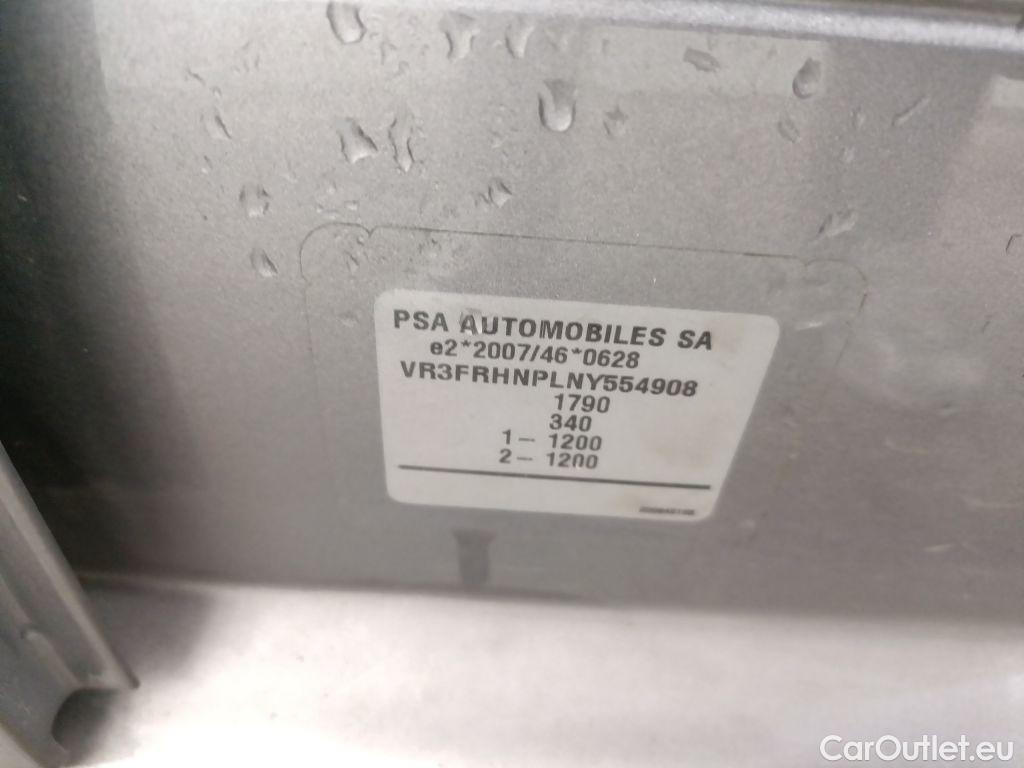 PSA AUTOMOBILES SA
e2*2007/46*0628
VR3FRHNPLNY554908
1790
340
1- 1200
2- 1200
CarOutlet.eu